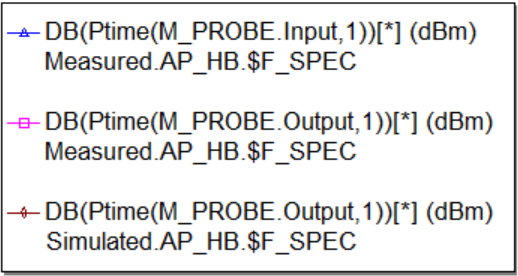 DB(Ptime(M_PROBE.Input,1))[*] (dBm)
Measured.AP_HB.$F_SPEC
DB(Ptime(M_PROBE.Output,1))[*] (dBm)
Measured.AP_HB.$F_SPEC
DB(Ptime(M_PROBE.Output,1))[*] (dBm)
Simulated.AP_HB.$F_SPEC